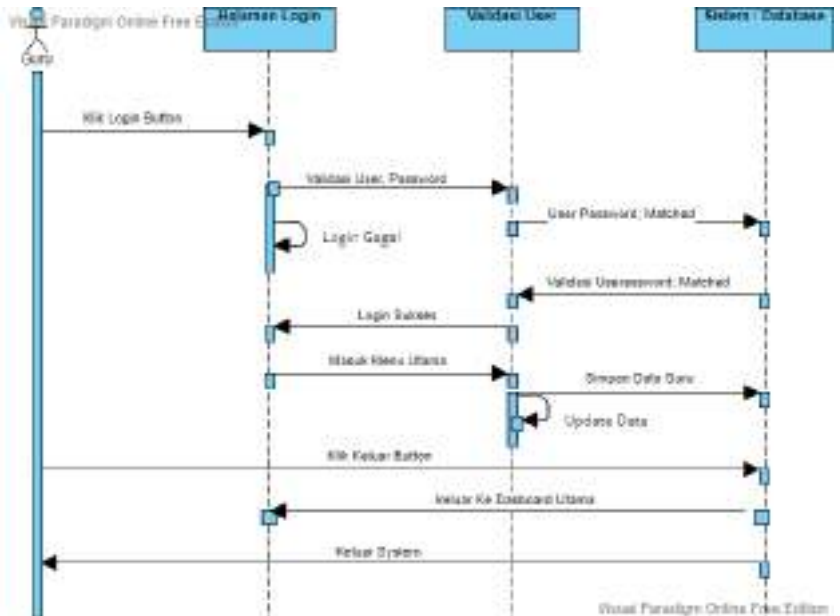 Visual Paradigm Online Free Edition
Halaman Login
Validasi User
Sistem : Database
Guru
Klik Login Button
Validasi User, Password
User Password; Matched
Login Gagal
Validasi Userpassword; Matched
Login Sukses
Masuk Menu Utama
Simpan Data Guru
Update Data
Klik Keluar Button
Keluar Ke Dashboard Utama
Keluar System
Visual Paradigm Online Free Edition